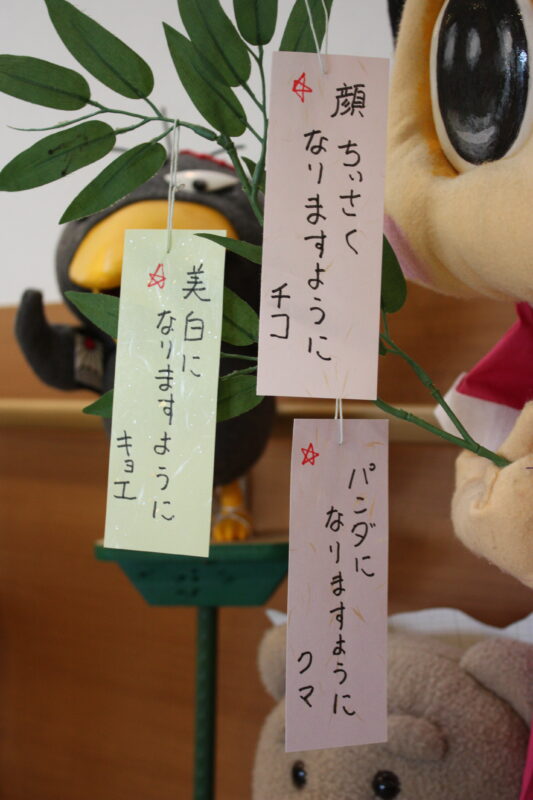 顔 ちぃさく
なりますように
チコ
美白に
なりますように
キョエ
パンダに
なりますように
クマ